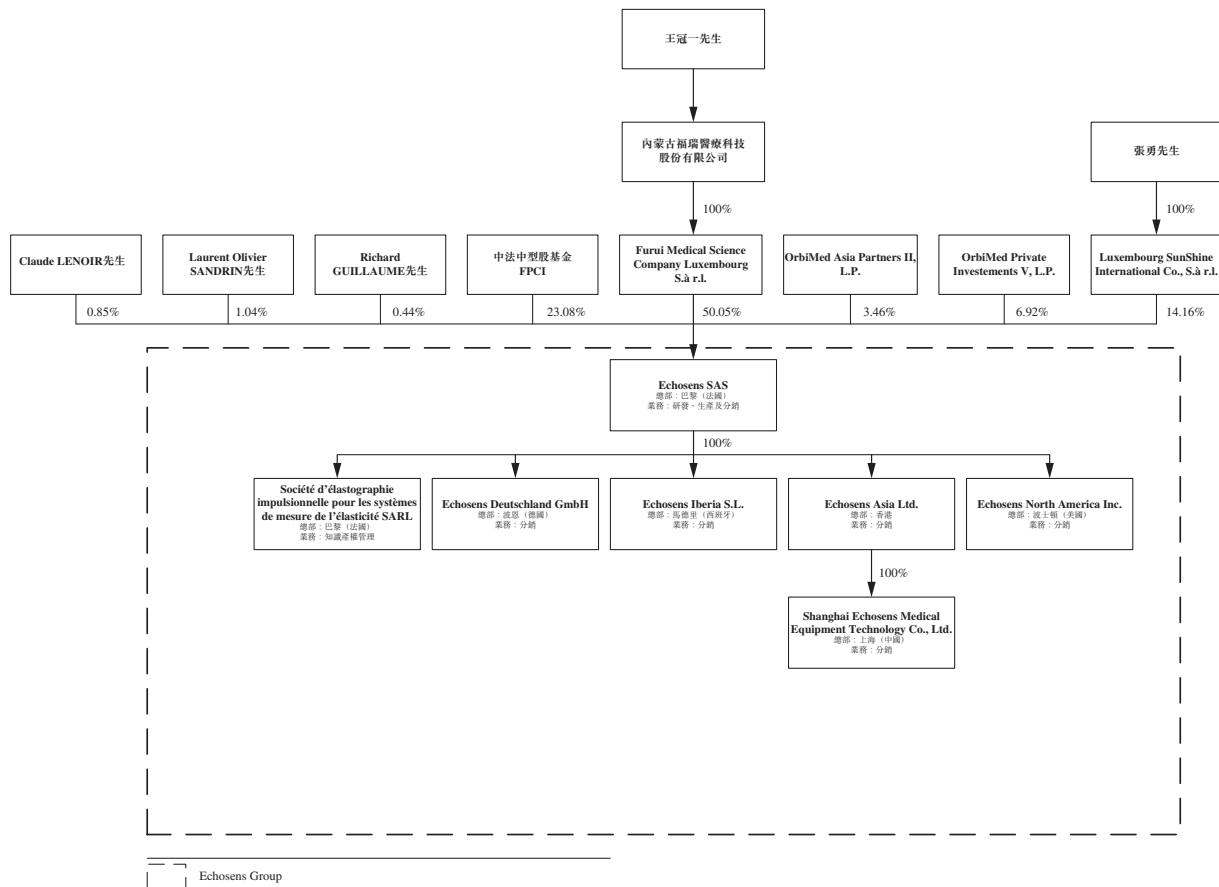 王冠一先生
內蒙古福瑞醫療科技
股份有限公司
張勇先生
100%
100%
Claude LENOIR先生
Laurent Olivier
SANDRIN先生
Richard
GUILLAUME先生
中法中型股基金
FPCI
Furui Medical Science
Company Luxembourg
S.à r.l.
OrbiMed Asia Partners II,
L.P.
OrbiMed Private
Investements V, L.P.
Luxembourg SunShine
International Co., S.à r.l.
0.85%
1.04%
0.44%
23.08%
50.05%
3.46%
6.92%
14.16%
Echosens SAS
總部：巴黎（法國）
業務：研發、生產及分銷
100%
Société d’élastographie
impulsionnelle pour les systèmes
de mesure de l’élasticité SARL
總部：巴黎（法國）
業務：知識產權管理
Echosens Deutschland GmbH
總部：波恩（德國）
業務：分銷
Echosens Iberia S.L.
總部：馬德里（西班牙）
業務：分銷
Echosens Asia Ltd.
總部：香港
業務：分銷
Echosens North America Inc.
總部：波士頓（美國）
業務：分銷
100%
Shanghai Echosens Medical
Equipment Technology Co., Ltd.
總部：上海（中國）
業務：分銷
Echosens Group